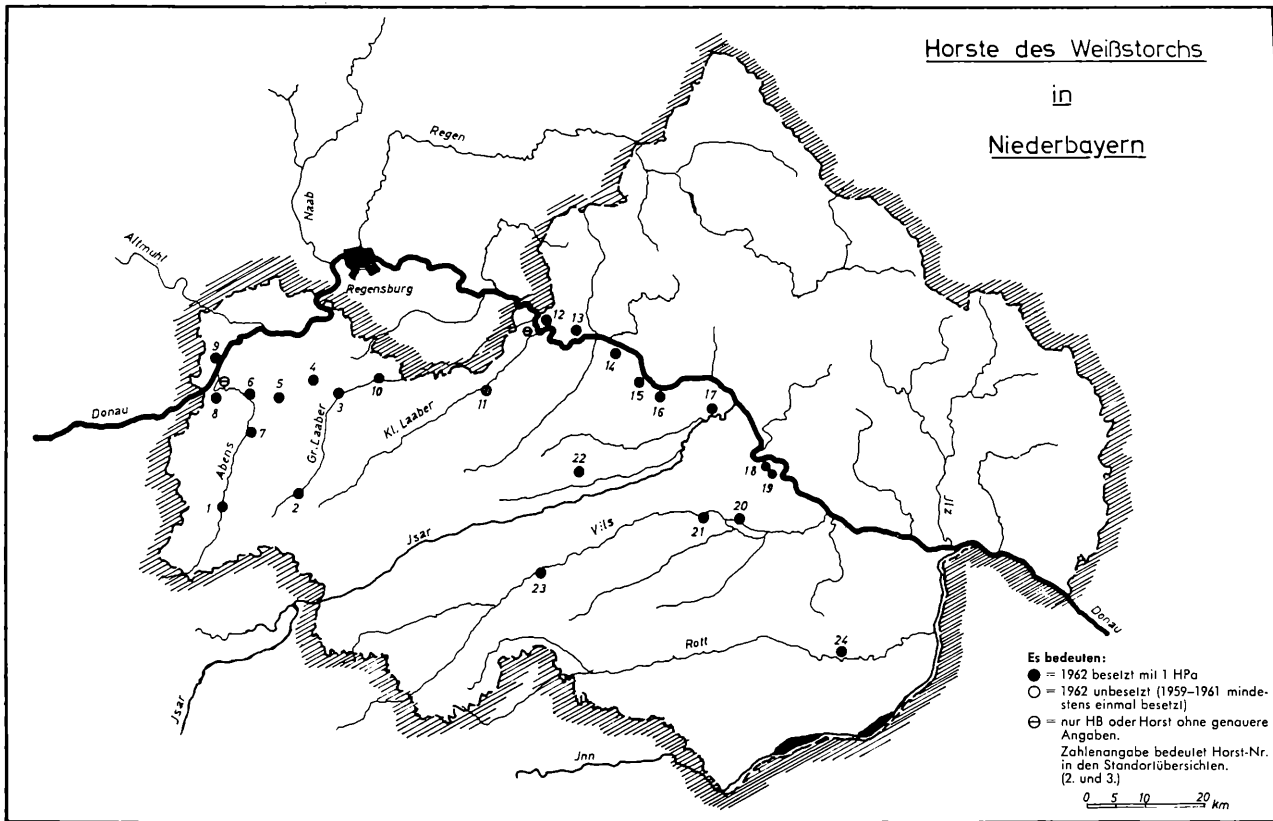 Horste des Weißstorchs
in
Niederbayern
Regen
Naab
Altmühl
Regensburg
12
13
9
14
4
15
6
5
10
16
8
3
11
17
Donau
Kl. Laaber
7
Gr. Laaber
Abens
22
18
19
2
1
20
Jlz
Jsar
Vils
21
23
Donau
Rott
24
Jsar
Jnn
Es bedeuten:
= 1962 besetzt mit 1 HPa
= 1962 unbesetzt (1959–1961 minde-
stens einmal besetzt)
= nur HB oder Horst ohne genauere
Angaben.
Zahlenangabe bedeutet Horst-Nr.
in den Standortübersichten.
(2. und 3.)
0 5 10 20 km